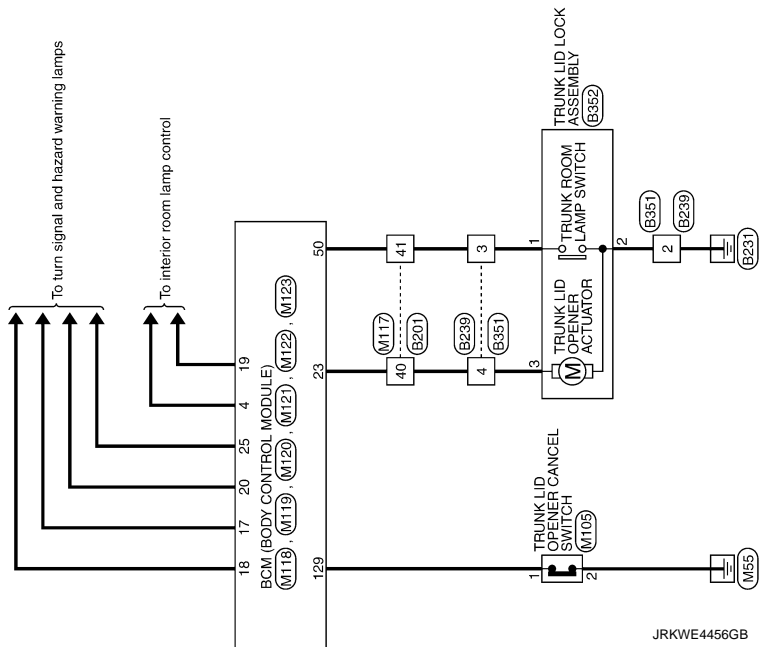 To turn signal and hazard warning lamps
To interior room lamp control
18
17
20
25
4
19
BCM (BODY CONTROL MODULE)
M118 , M119 , M120 , M121 , M122 , M123
129
23
50
M117
40
41
B201
B239
4
3
B351
TRUNK LID
OPENER CANCEL
SWITCH
M105
1
2
M55
TRUNK LID LOCK
ASSEMBLY
B352
3
1
TRUNK LID
OPENER
ACTUATOR
M
TRUNK ROOM
LAMP SWITCH
2
B351
2
B239
B231
JRKWE4456GB